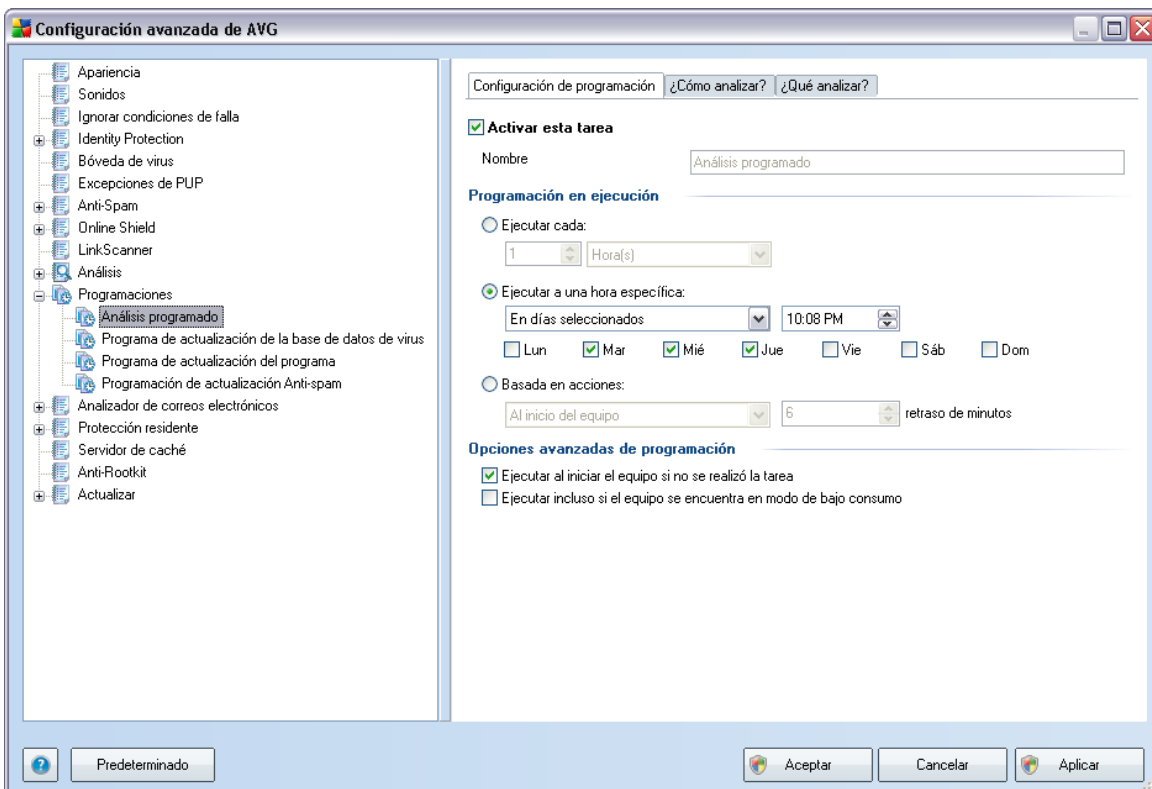 Configuración avanzada de AVG
Apariencia
Sonidos
Ignorar condiciones de falla
Identity Protection
Bóveda de virus
Excepciones de PUP
Anti-Spam
Online Shield
LinkScanner
Análisis
Programaciones
Análisis programado
Programa de actualización de la base de datos de virus
Programa de actualización del programa
Programación de actualización Anti-spam
Analizador de correos electrónicos
Protección residente
Servidor de caché
Anti-Rootkit
Actualizar
Configuración de programación ¿Cómo analizar? ¿Qué analizar?
Activar esta tarea
Nombre Análisis programado
Programación en ejecución
Ejecutar cada:
1 Hora(s)
Ejecutar a una hora específica:
En días seleccionados 10:08 PM
Lun Mar Mié Jue Vie Sáb Dom
Basada en acciones:
Al inicio del equipo 6 retraso de minutos
Opciones avanzadas de programación
Ejecutar al iniciar el equipo si no se realizó la tarea
Ejecutar incluso si el equipo se encuentra en modo de bajo consumo
? Predeterminado Aceptar Cancelar Aplicar